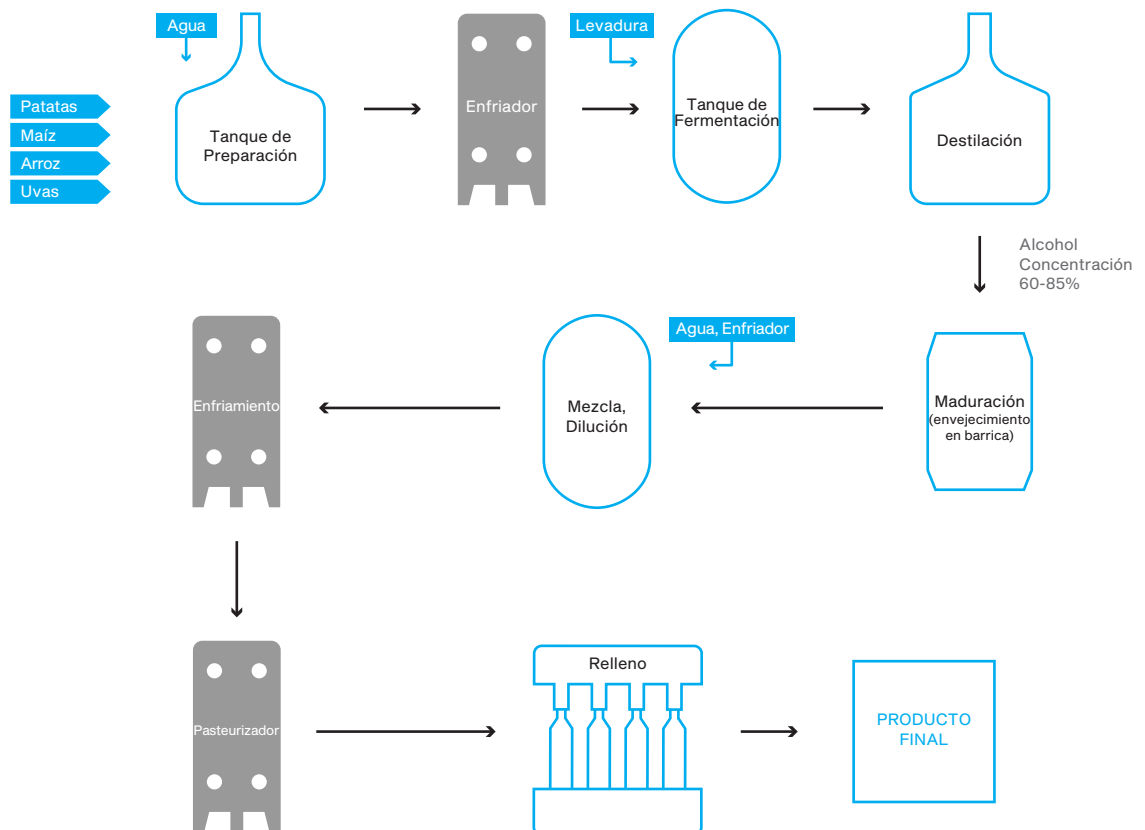 Agua
Levadura
Patatas
Maíz
Arroz
Uvas
Tanque de
Preparación
Enfriador
Tanque de
Fermentación
Destilación
Alcohol
Concentración
60-85%
Agua, Enfriador
Enfriamiento
Mezcla,
Dilución
Maduración
(envejecimiento
en barrica)
Pasteurizador
Relleno
PRODUCTO
FINAL